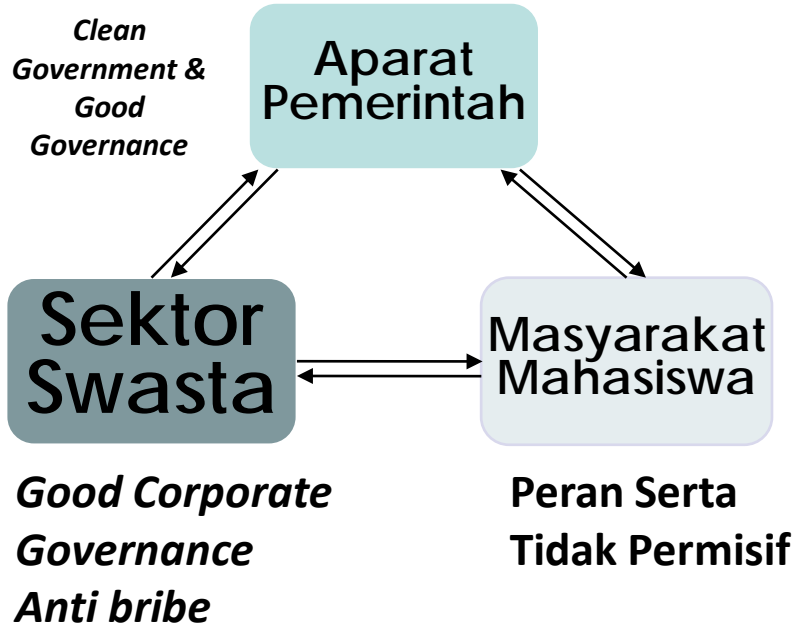 Clean
Government &
Good
Governance
Aparat
Pemerintah
Sektor
Swasta
Masyarakat
Mahasiswa
Good Corporate
Governance
Anti bribe
Peran Serta
Tidak Permisif